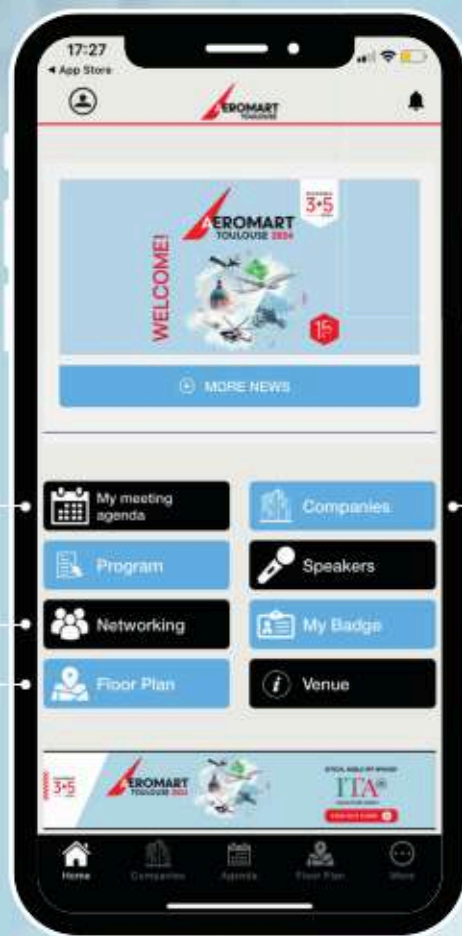 17:27
◄ App Store
AEROMART
TOULOUSE
WELCOME!
3•5
AEROMART
TOULOUSE 2024
15
MORE NEWS
My meeting
agenda
Companies
Program
Speakers
Networking
My Badge
Floor Plan
Venue
3•5
AEROMART
TOULOUSE 2024
ITA
Home
Companies
Agenda
Floor Plan
More